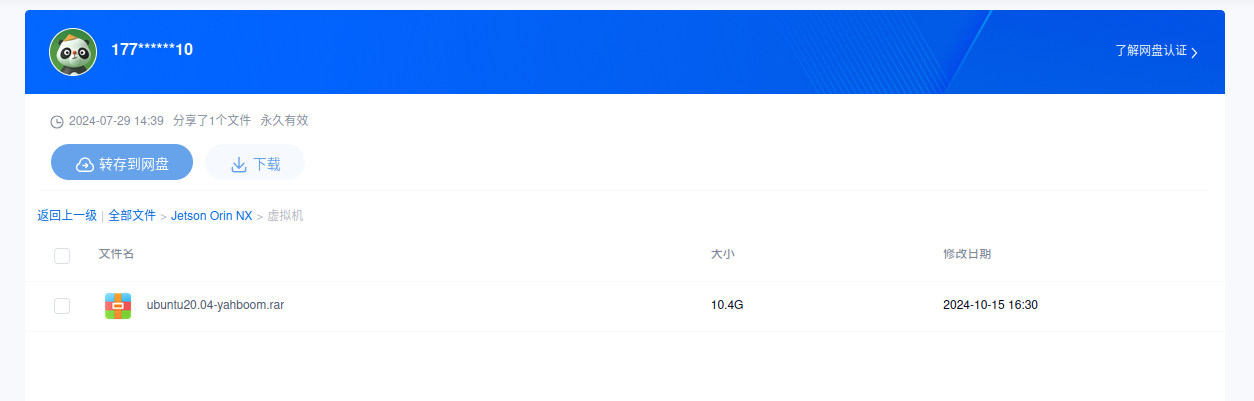 177******10
了解网盘认证
2024-07-29 14:39 分享了1个文件 永久有效
转存到网盘 下载
返回上一级 | 全部文件 > Jetson Orin NX > 虚拟机
文件名 大小 修改日期
ubuntu20.04-yahboom.rar 10.4G 2024-10-15 16:30